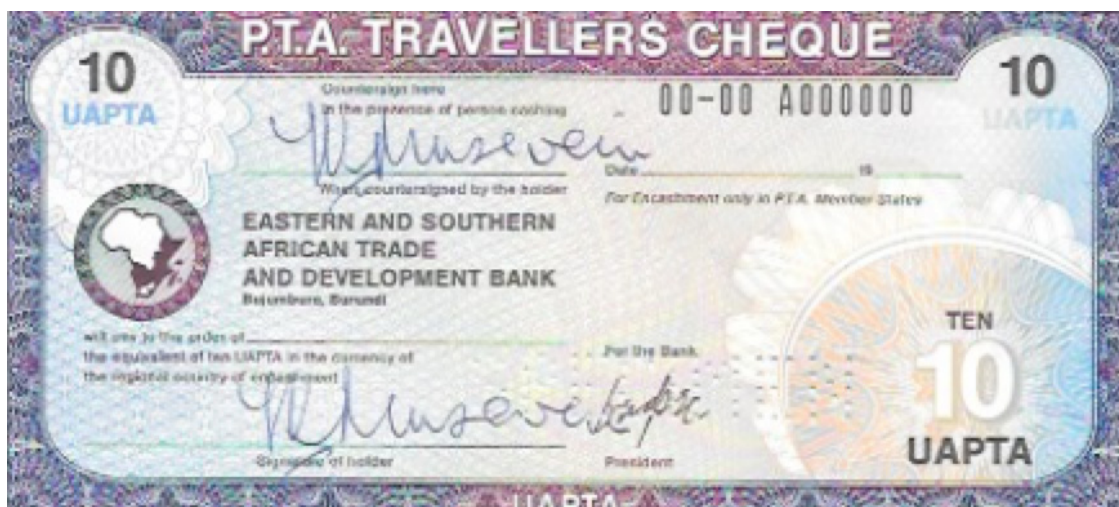 P.T.A. TRAVELLERS CHEQUE
10
UAPTA
10
UAPTA
Countersign here
in the presence of person cashing
00-00 A000000
When countersigned by the holder
Date 19
For Encashment only in P.T.A. Member States
EASTERN AND SOUTHERN
AFRICAN TRADE
AND DEVELOPMENT BANK
Bujumbura, Burundi
will pay to the order of
the equivalent of ten UAPTA in the currency of
the regional country of encashment
For the Bank
TEN
10
UAPTA
Signature of holder
President
UAPTA